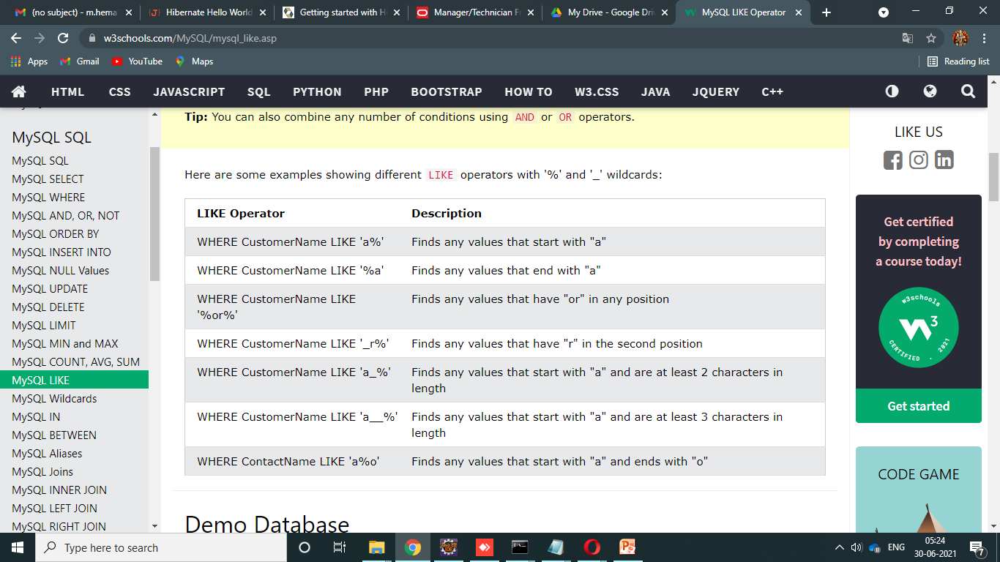 (no subject) - m.hema
Hibernate Hello World
Getting started with H
Manager/Technician F
My Drive - Google Dri
MySQL LIKE Operator
w3schools.com/MySQL/mysql_like.asp
Apps
Gmail
YouTube
Maps
Reading list
HTML CSS JAVASCRIPT SQL PYTHON PHP BOOTSTRAP HOW TO W3.CSS JAVA JQUERY C++
MySQL SQL
MySQL SQL
MySQL SELECT
MySQL WHERE
MySQL AND, OR, NOT
MySQL ORDER BY
MySQL INSERT INTO
MySQL NULL Values
MySQL UPDATE
MySQL DELETE
MySQL LIMIT
MySQL MIN and MAX
MySQL COUNT, AVG, SUM
MySQL LIKE
MySQL Wildcards
MySQL IN
MySQL BETWEEN
MySQL Aliases
MySQL Joins
MySQL INNER JOIN
MySQL LEFT JOIN
MySQL RIGHT JOIN
Tip: You can also combine any number of conditions using AND or OR operators.
Here are some examples showing different LIKE operators with '%' and '_' wildcards:
LIKE Operator Description
WHERE CustomerName LIKE 'a%' Finds any values that start with "a"
WHERE CustomerName LIKE '%a' Finds any values that end with "a"
WHERE CustomerName LIKE Finds any values that have "or" in any position
'%or%'
WHERE CustomerName LIKE '_r%' Finds any values that have "r" in the second position
WHERE CustomerName LIKE 'a_%' Finds any values that start with "a" and are at least 2 characters in
length
WHERE CustomerName LIKE 'a__%' Finds any values that start with "a" and are at least 3 characters in
length
WHERE ContactName LIKE 'a%o' Finds any values that start with "a" and ends with "o"
Demo Database
LIKE US
Get certified
by completing
a course today!
w3schools
3
CERTIFIED . 2021
Get started
CODE GAME
Type here to search
ENG
05:24
30-06-2021
7